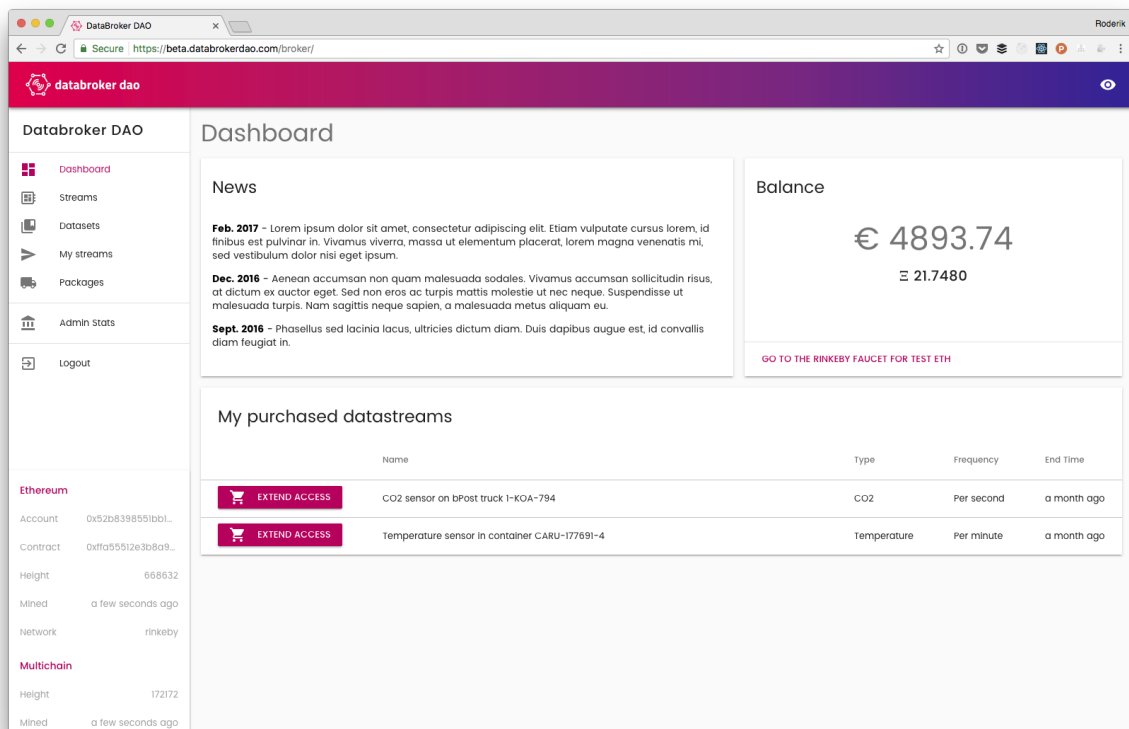 DataBroker DAO
Roderik
Secure
https://beta.databrokerdao.com/broker/
databroker dao
Databroker DAO
Dashboard
Streams
Datasets
My streams
Packages
Admin Stats
Logout
Ethereum
Account 0x52b8398551bb1...
Contract 0xffa55512e3b8a9...
Height 668632
Mined a few seconds ago
Network rinkeby
Multichain
Height 172172
Mined a few seconds ago
Dashboard
News
Feb. 2017 - Lorem ipsum dolor sit amet, consectetur adipiscing elit. Etiam vulputate cursus lorem, id
finibus est pulvinar in. Vivamus viverra, massa ut elementum placerat, lorem magna venenatis mi,
sed vestibulum dolor nisi eget ipsum.
Dec. 2016 - Aenean accumsan non quam malesuada sodales. Vivamus accumsan sollicitudin risus,
at dictum ex auctor eget. Sed non eros ac turpis mattis molestie ut nec neque. Suspendisse ut
malesuada turpis. Nam sagittis neque sapien, a malesuada metus aliquam eu.
Sept. 2016 - Phasellus sed lacinia lacus, ultricies dictum diam. Duis dapibus augue est, id convallis
diam feugiat in.
Balance
€ 4893.74
Ξ 21.7480
GO TO THE RINKEBY FAUCET FOR TEST ETH
My purchased datastreams
Name Type Frequency End Time
EXTEND ACCESS CO2 sensor on bPost truck 1-KOA-794 CO2 Per second a month ago
EXTEND ACCESS Temperature sensor in container CARU-177691-4 Temperature Per minute a month ago